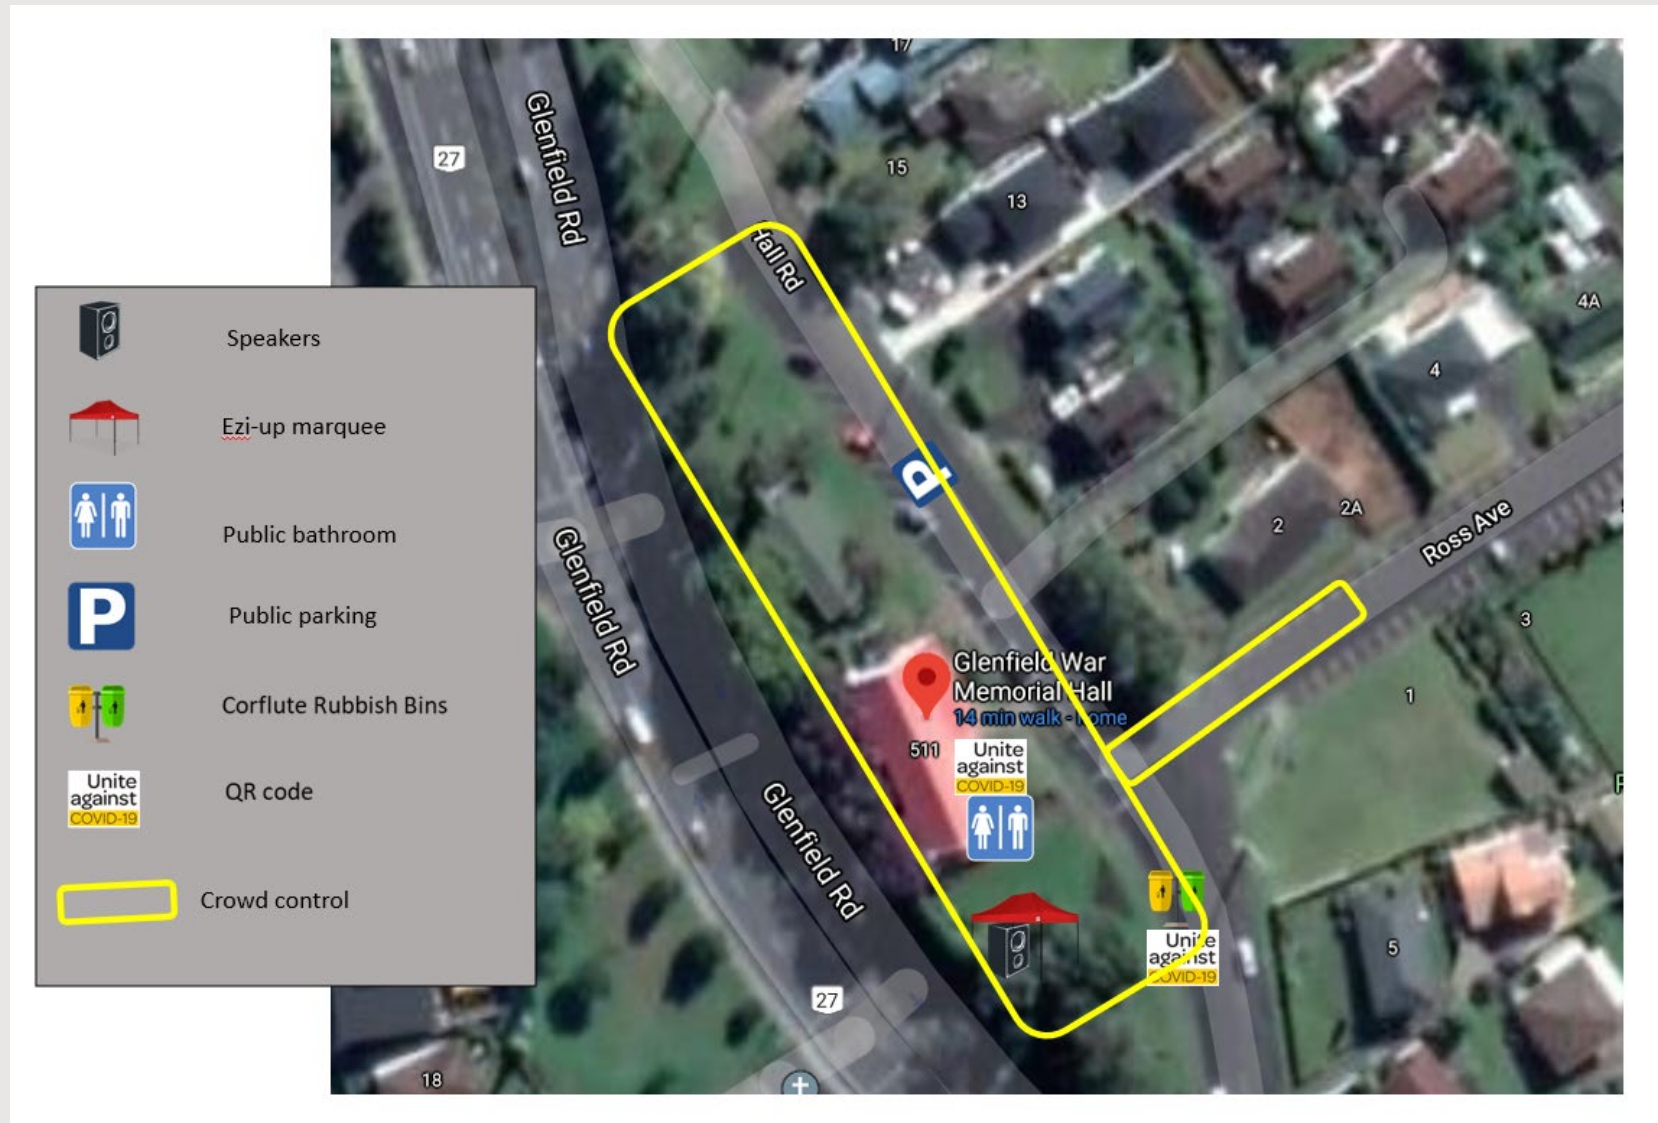 Speakers
Ezi-up marquee
Public bathroom
P
Public parking
Corflute Rubbish Bins
Unite
against
COVID-19
QR code
Crowd control
17
Glenfield Rd
27
15
13
Hall Rd
4A
4
P
2A
2
Ross Ave
Glenfield Rd
3
Glenfield War
Memorial Hall
14 min walk - home
1
511
Unite
against
COVID-19
Glenfield Rd
Unite
against
COVID-19
5
27
18